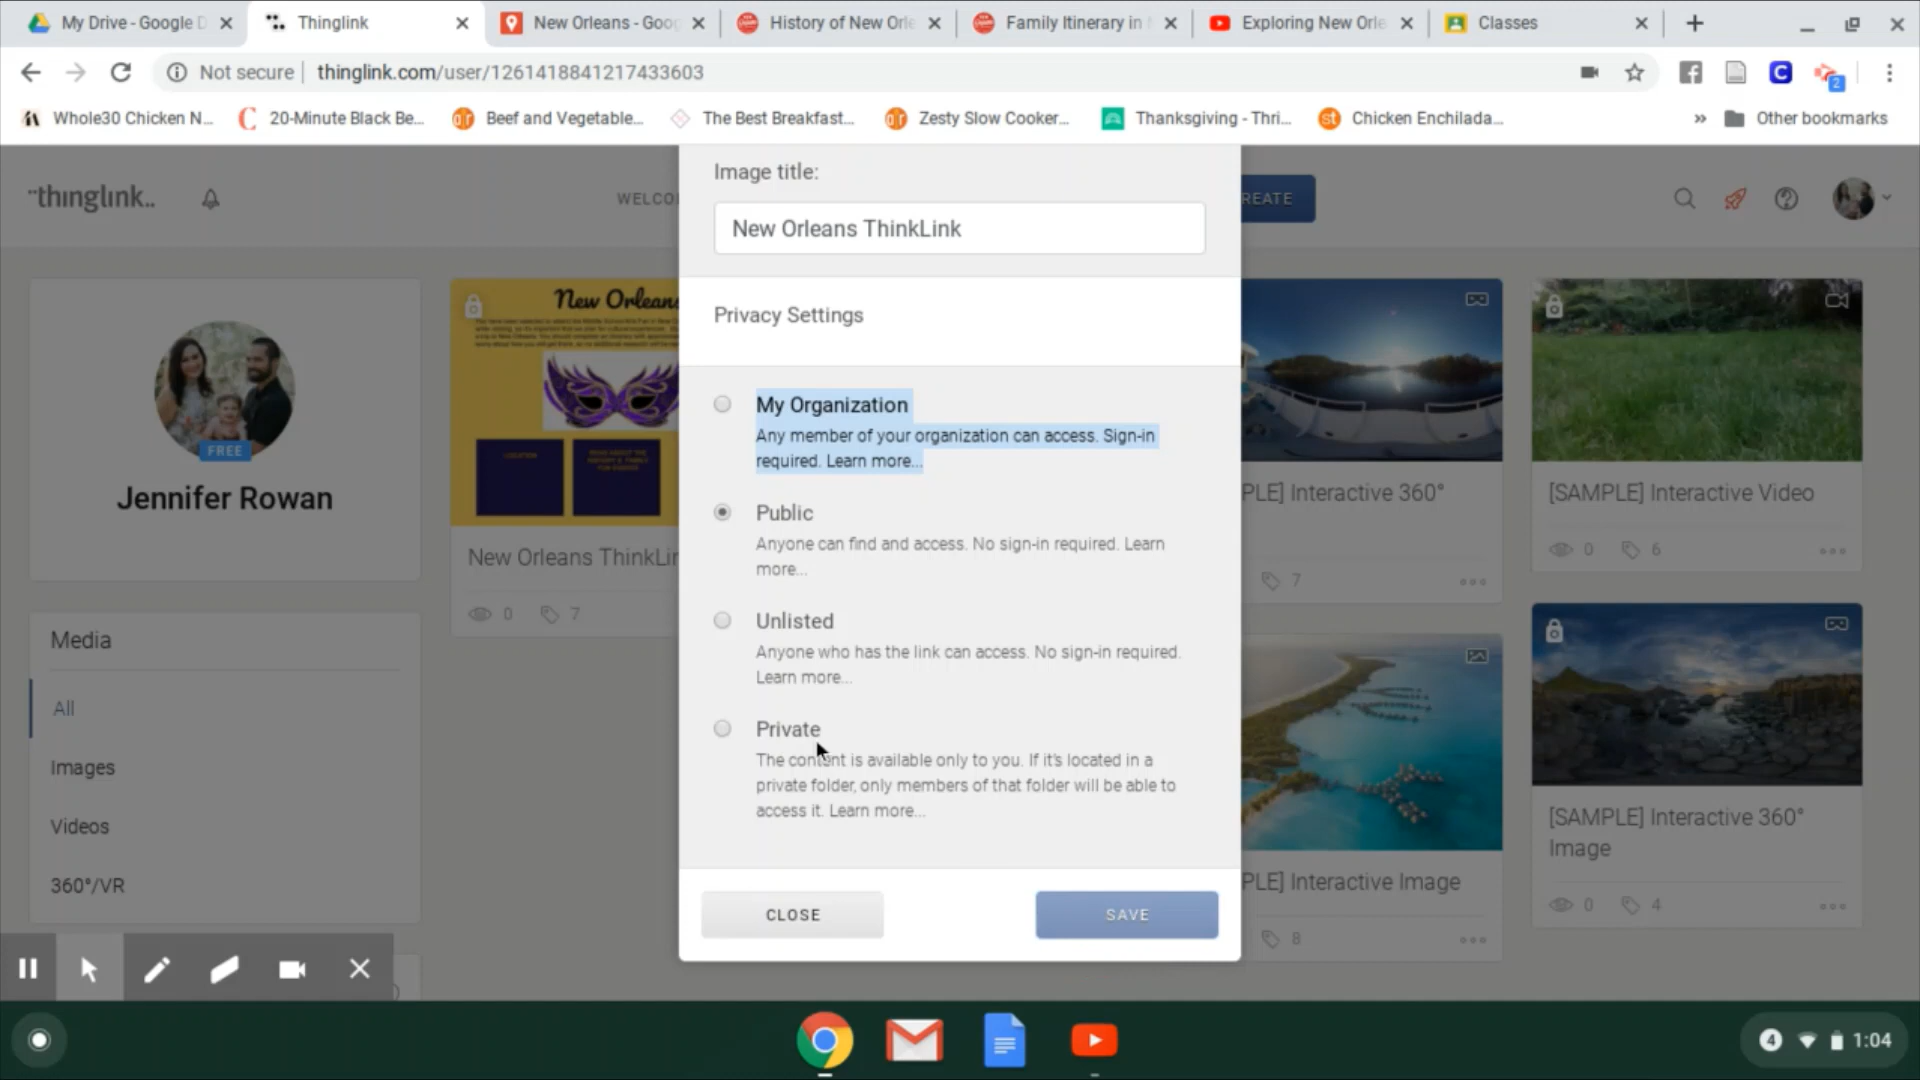 My Drive - Google D
Thinglink
New Orleans - Goog
History of New Orle
Family Itinerary in N
Exploring New Orle
Classes
Not secure
thinglink.com/user/1261418841217433603
2
Whole30 Chicken N...
20-Minute Black Be...
Beef and Vegetable...
The Best Breakfast...
Zesty Slow Cooker...
Thanksgiving - Thri...
Chicken Enchilada...
Other bookmarks
thinglink..
WELCO
REATE
Image title:
New Orleans ThinkLink
Privacy Settings
My Organization
Any member of your organization can access. Sign-in
required. Learn more...
Public
Anyone can find and access. No sign-in required. Learn
more...
Unlisted
Anyone who has the link can access. No sign-in required.
Learn more...
Private
The content is available only to you. If it's located in a
private folder, only members of that folder will be able to
access it. Learn more...
CLOSE
SAVE
FREE
Jennifer Rowan
Media
All
Images
Videos
360°/VR
New Orleans
LOCATION
New Orleans ThinkLin
0
7
PLE] Interactive 360°
7
[SAMPLE] Interactive Video
0
6
PLE] Interactive Image
8
[SAMPLE] Interactive 360°
Image
0
4
4
1:04